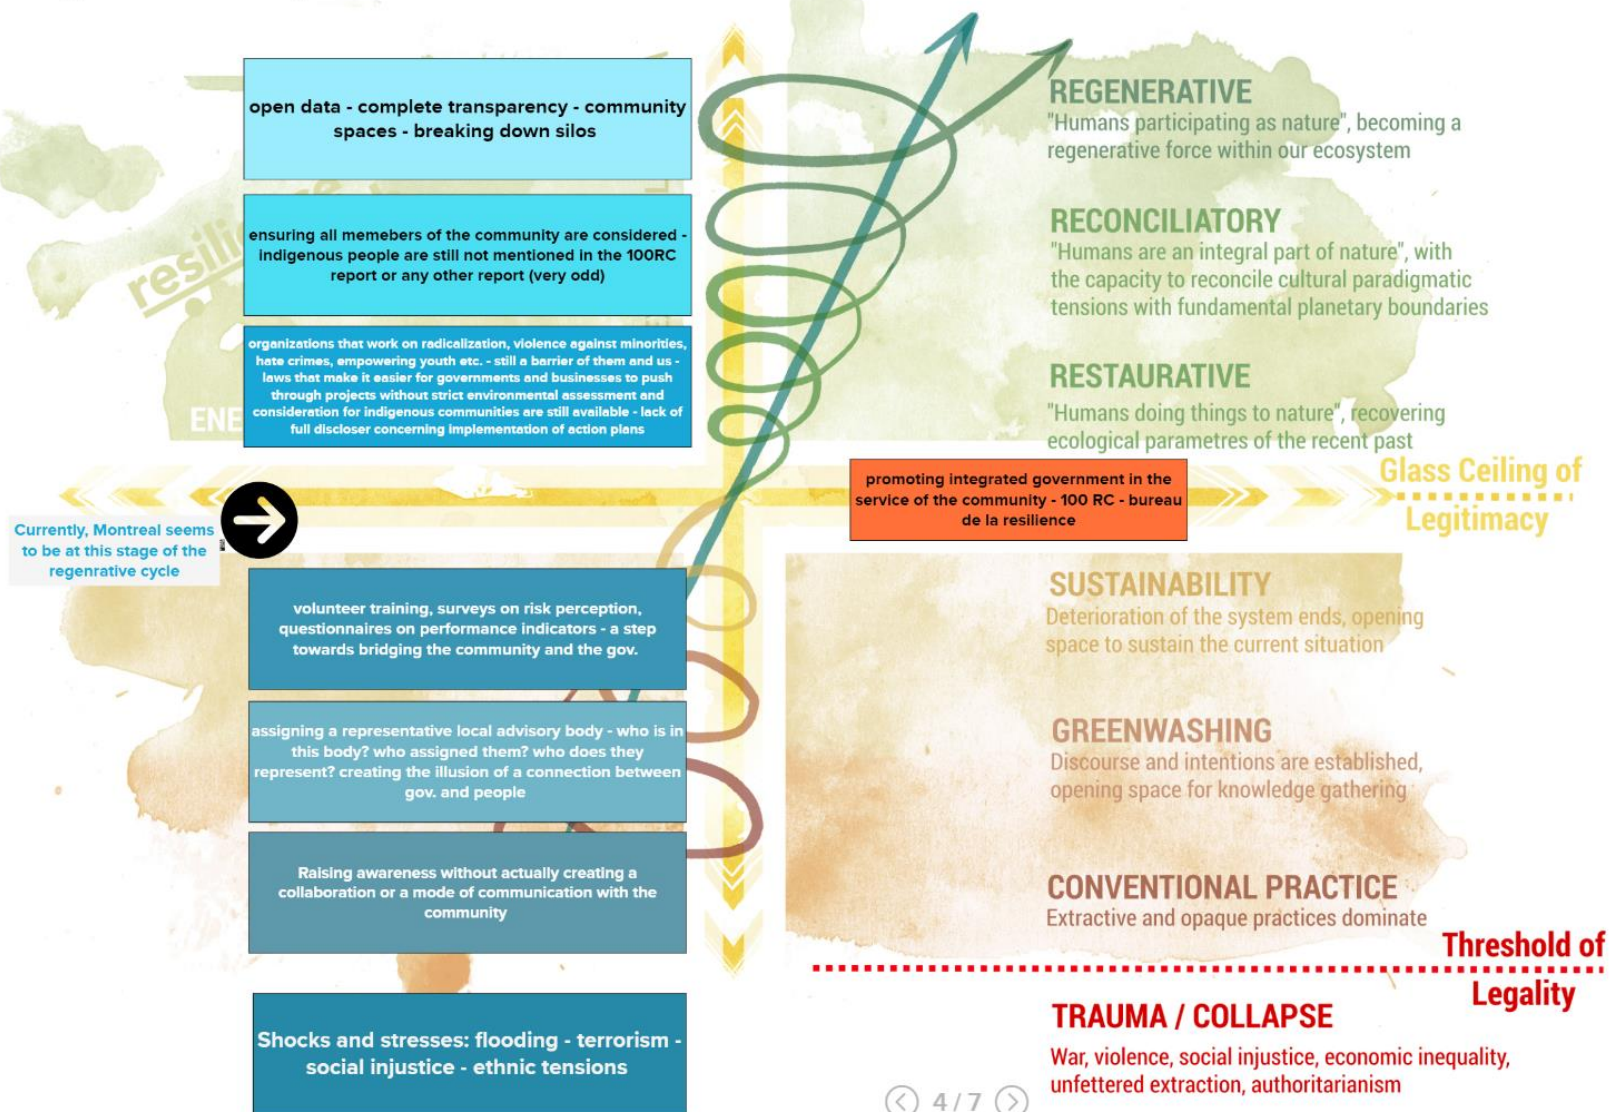 open data - complete transparency - community
spaces - breaking down silos
ensuring all memebers of the community are considered -
indigenous people are still not mentioned in the 100RC
report or any other report (very odd)
organizations that work on radicalization, violence against minorities,
hate crimes, empowering youth etc. - still a barrier of them and us -
laws that make it easier for governments and businesses to push
through projects without strict environmental assessment and
consideration for indigenous communities are still available - lack of
full discloser concerning implementation of action plans
resili
ENE
REGENERATIVE
"Humans participating as nature", becoming a
regenerative force within our ecosystem
RECONCILIATORY
"Humans are an integral part of nature", with
the capacity to reconcile cultural paradigmatic
tensions with fundamental planetary boundaries
RESTAURATIVE
"Humans doing things to nature", recovering
ecological parametres of the recent past
Glass Ceiling of
Legitimacy
promoting integrated government in the
service of the community - 100 RC - bureau
de la resilience
Currently, Montreal seems
to be at this stage of the
regenrative cycle
volunteer training, surveys on risk perception,
questionnaires on performance indicators - a step
towards bridging the community and the gov.
assigning a representative local advisory body - who is in
this body? who assigned them? who does they
represent? creating the illusion of a connection between
gov. and people
Raising awareness without actually creating a
collaboration or a mode of communication with the
community
Shocks and stresses: flooding - terrorism -
social injustice - ethnic tensions
SUSTAINABILITY
Deterioration of the system ends, opening
space to sustain the current situation
GREENWASHING
Discourse and intentions are established,
opening space for knowledge gathering
CONVENTIONAL PRACTICE
Extractive and opaque practices dominate
Threshold of
Legality
TRAUMA / COLLAPSE
War, violence, social injustice, economic inequality,
unfettered extraction, authoritarianism
4 / 7